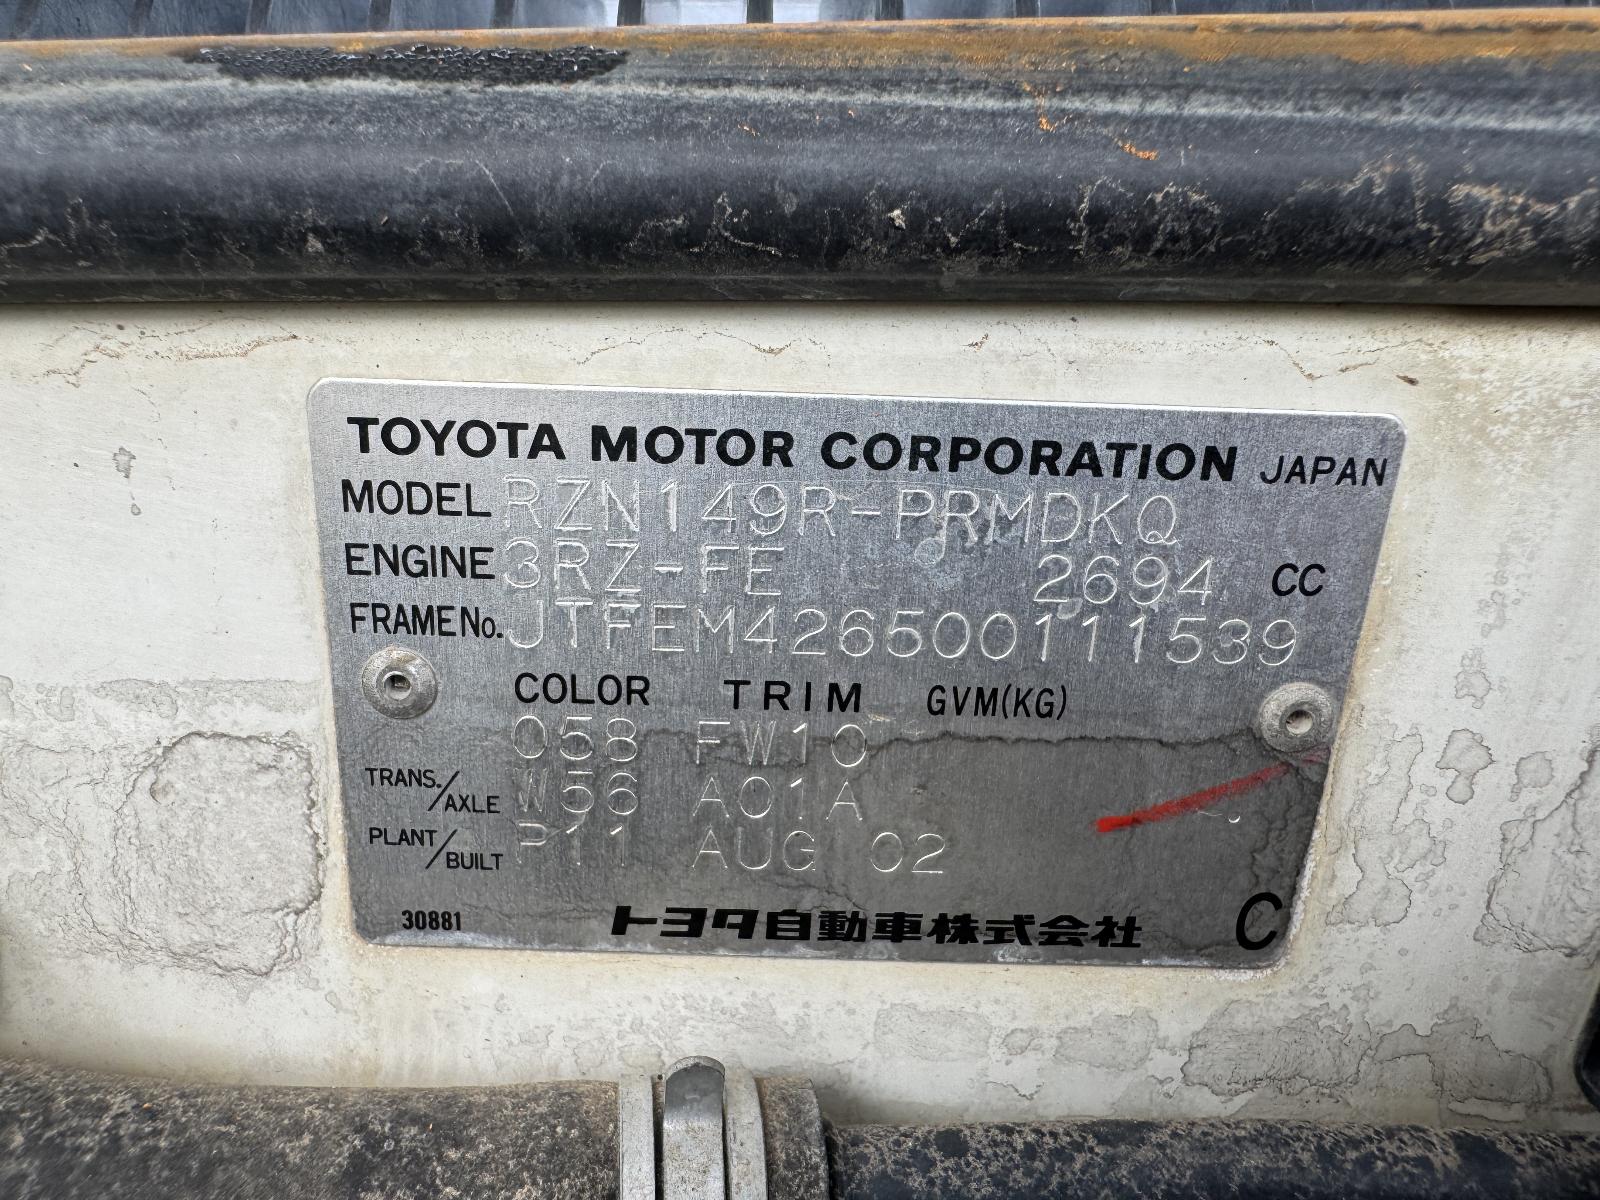 TOYOTA MOTOR CORPORATION JAPAN
MODEL RZN149R-PRMDKQ
ENGINE 3RZ-FE 2694 CC
FRAME No. JTFEM426500111539
COLOR TRIM GVM(KG)
058 FW10
TRANS./AXLE W56 A01A
PLANT/BUILT P11 AUG 02
30881 トヨタ自動車株式会社 C